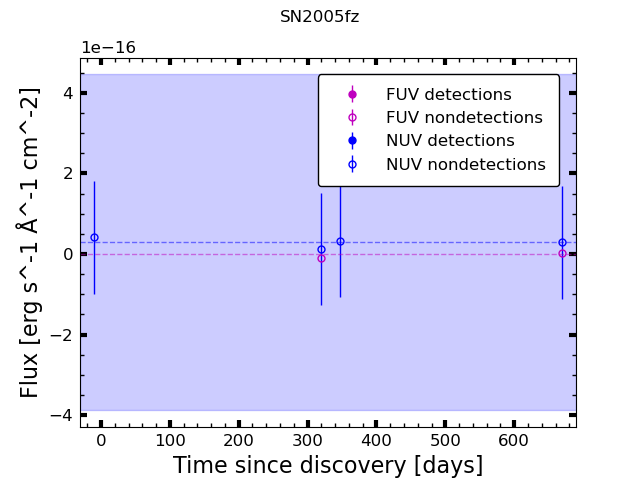 SN2005fz
1e−16
FUV detections
FUV nondetections
NUV detections
NUV nondetections
4
2
0
−2
−4
Flux [erg s^-1 Å^-1 cm^-2]
0 100 200 300 400 500 600
Time since discovery [days]